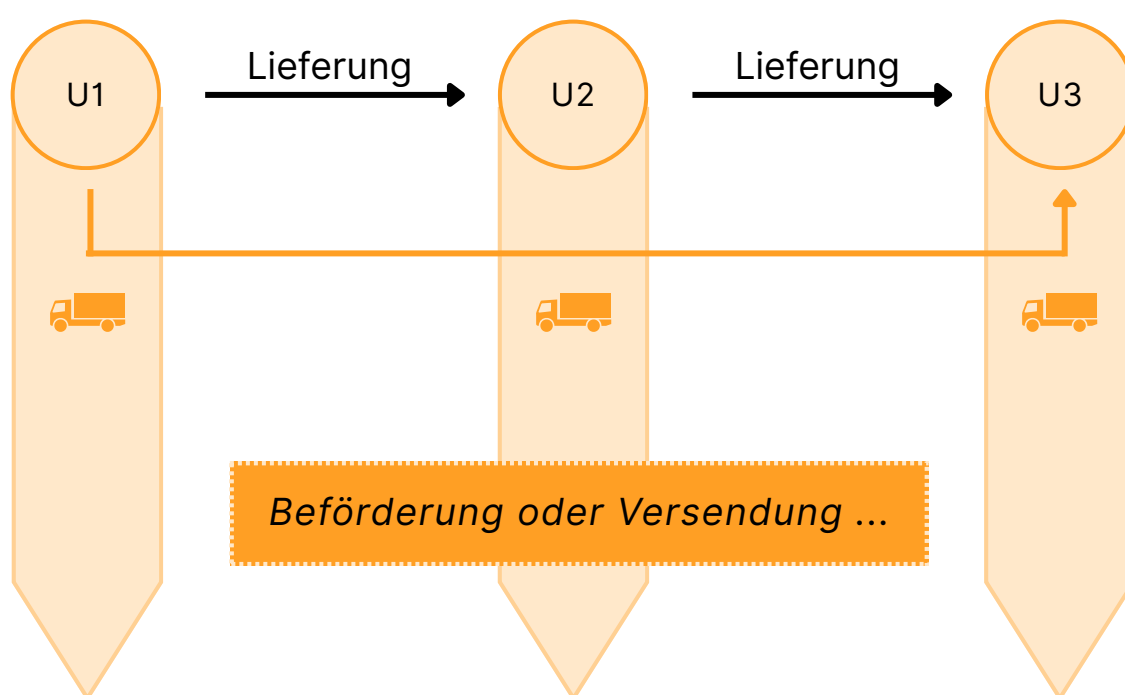 Lieferung
Lieferung
U1
U2
U3
Beförderung oder Versendung ...